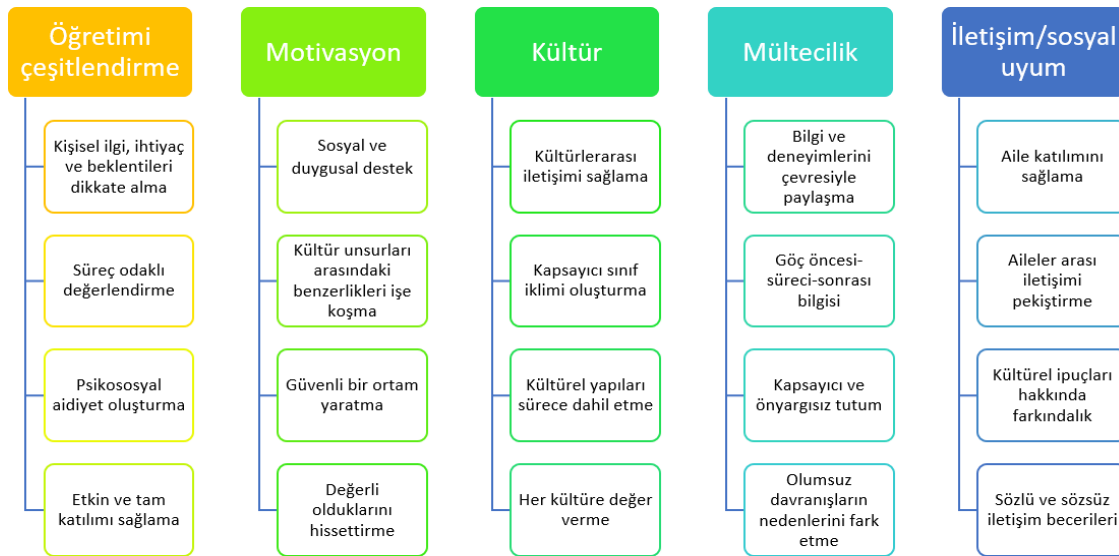 Öğretimi
çeşitlendirme
Kişisel ilgi, ihtiyaç
ve beklentileri
dikkate alma
Süreç odaklı
değerlendirme
Psikososyal
aidiyet oluşturma
Etkin ve tam
katılımı sağlama
Motivasyon
Sosyal ve
duygusal destek
Kültür unsurları
arasındaki
benzerlikleri işe
koşma
Güvenli bir ortam
yaratma
Değerli
olduklarını
hissettirme
Kültür
Kültürlerarası
iletişimi sağlama
Kapsayıcı sınıf
iklimi oluşturma
Kültürel yapıları
sürece dahil etme
Her kültüre değer
verme
Mültecilik
Bilgi ve
deneyimlerini
çevresiyle
paylaşma
Göç öncesi-
süreci-sonrası
bilgisi
Kapsayıcı ve
önyargısız tutum
Olumsuz
davranışların
nedenlerini fark
etme
İletişim/sosyal
uyum
Aile katılımını
sağlama
Aileler arası
iletişimi
pekiştirme
Kültürel ipuçları
hakkında
farkındalık
Sözlü ve sözsüz
iletişim becerileri